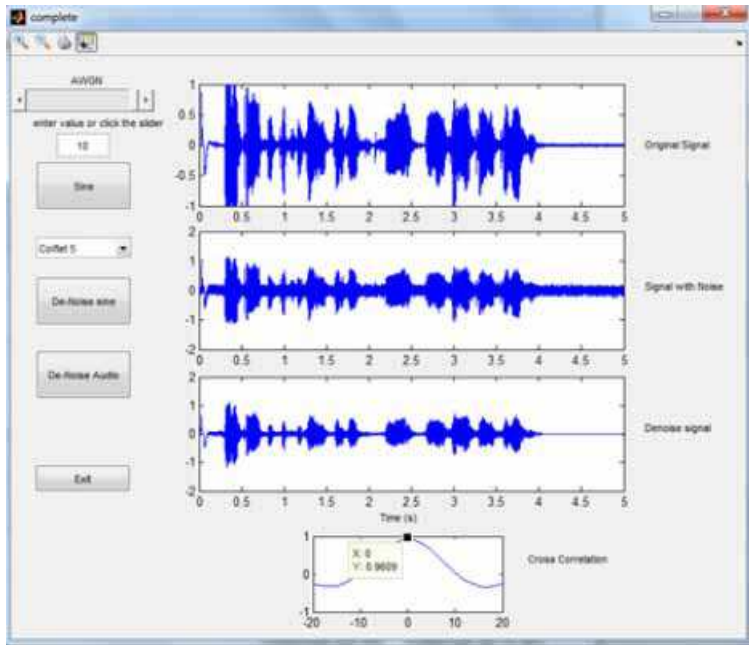 complete
AWGN
enter value or click the slider
10
Sine
Coiflet 5
De-Noise sine
De-Noise Audio
Exit
1
0.5
0
-0.5
-1
0 0.5 1 1.5 2 2.5 3 3.5 4 4.5 5
Original Signal
2
1
0
-1
-2
0 0.5 1 1.5 2 2.5 3 3.5 4 4.5 5
Signal with Noise
2
1
0
-1
-2
0 0.5 1 1.5 2 2.5 3 3.5 4 4.5 5
Time (s)
Denoise signal
1
0
-1
-20 -10 0 10 20
X: 0
Y: 0.9609
Cross Correlation